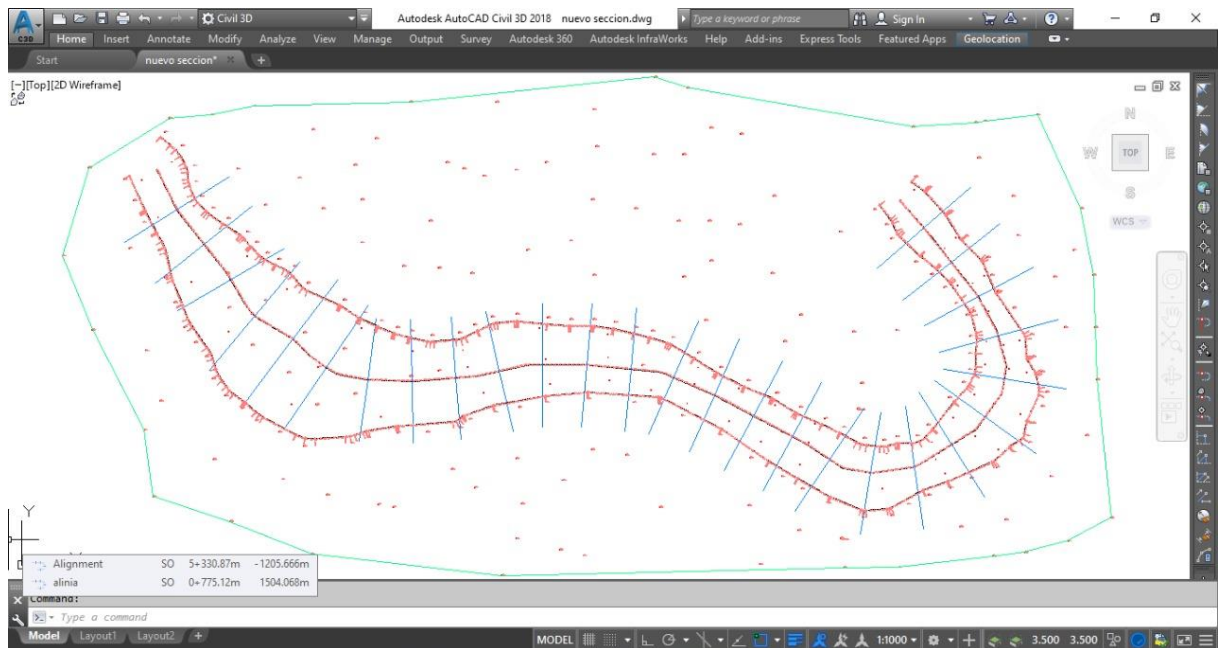 Civil 3D Autodesk AutoCAD Civil 3D 2018 nuevo seccion.dwg Type a keyword or phrase Sign In
C3D Home Insert Annotate Modify Analyze View Manage Output Survey Autodesk 360 Autodesk InfraWorks Help Add-ins Express Tools Featured Apps Geolocation
Start nuevo seccion*
[−][Top][2D Wireframe]
N
W TOP E
S
WCS
Y
Alignment SO 5+330.87m -1205.666m
alinia SO 0+775.12m 1504.068m
Command:
Type a command
Model Layout1 Layout2 + MODEL 1:1000 3.500 3.500